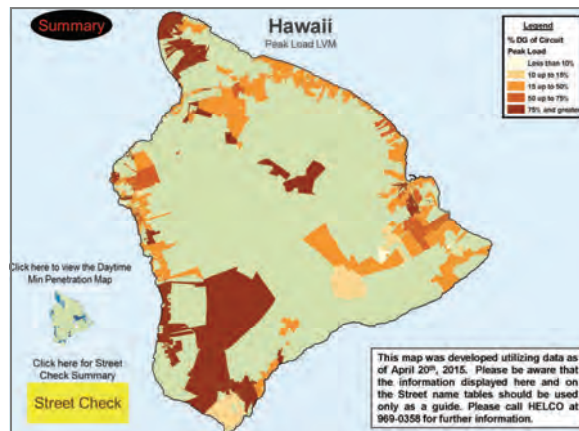 Summary
Hawaii
Peak Load LVM
Legend
% DG of Circuit
Peak Load
Less than 10%
10 up to 15%
15 up to 50%
50 up to 75%
75% and greater
Click here to view the Daytime
Min Penetration Map
Click here for Street
Check Summary
Street Check
This map was developed utilizing data as
of April 20th, 2015. Please be aware that
the information displayed here and on
the Street name tables should be used
only as a guide. Please call HELCO at
969-0358 for further information.